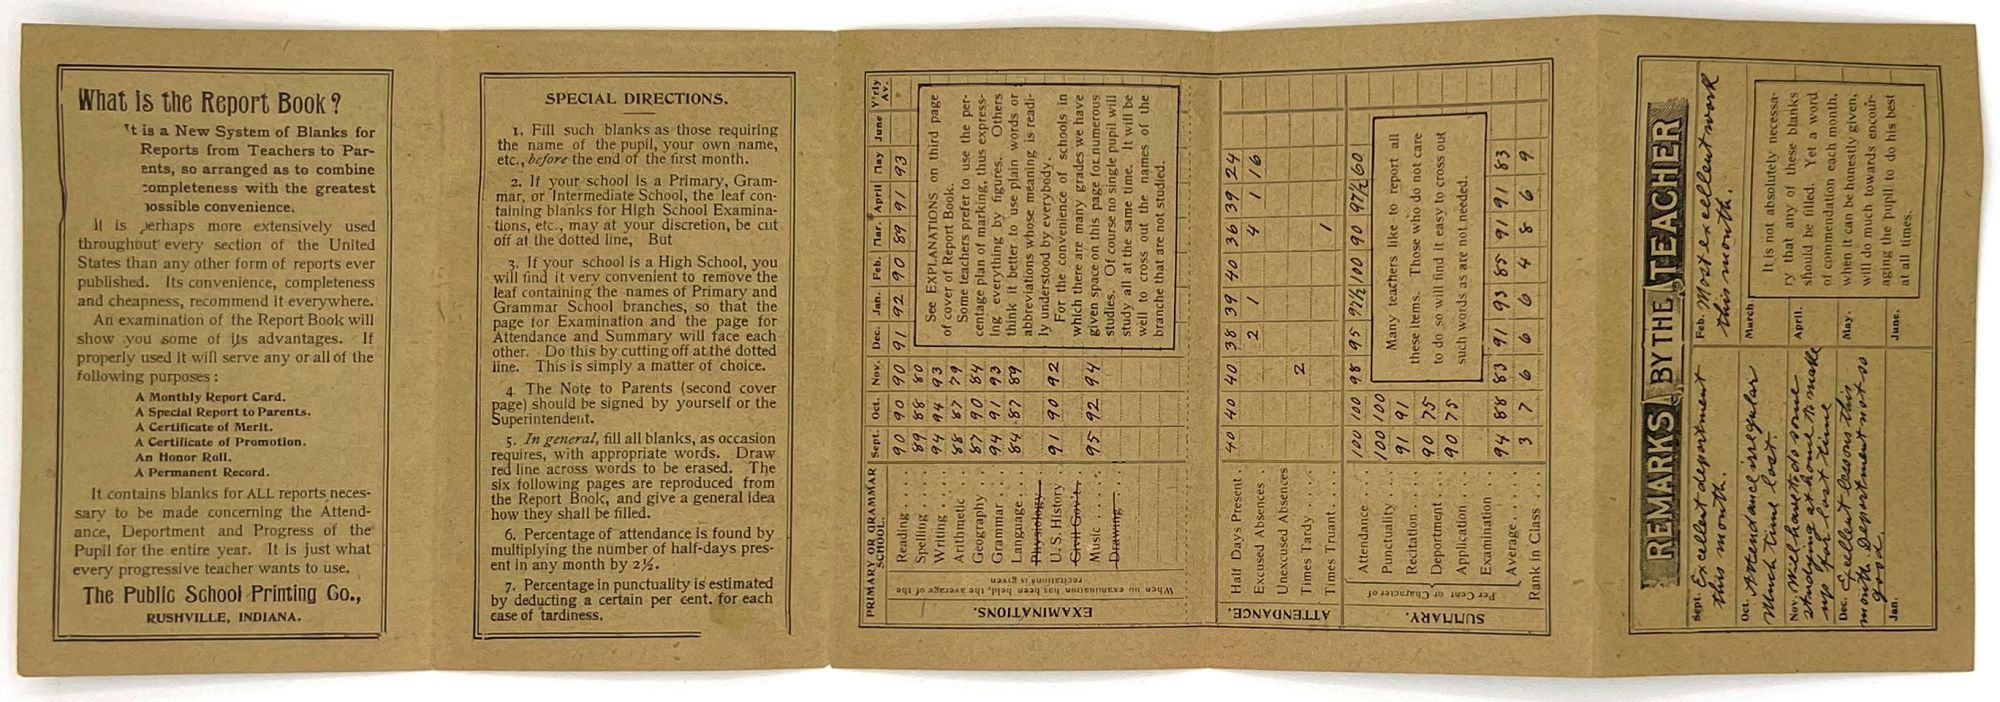 What is the Report Book?
It is a New System of Blanks for
Reports from Teachers to Par-
ents, so arranged as to combine
completeness with the greatest
possible convenience.
It is perhaps more extensively used
throughout every section of the United
States than any other form of reports ever
published. Its convenience, completeness
and cheapness, recommend it everywhere.
An examination of the Report Book will
show you some of its advantages. If
properly used it will serve any or all of the
following purposes:
A Monthly Report Card.
A Special Report to Parents.
A Certificate of Merit.
A Certificate of Promotion.
An Honor Roll.
A Permanent Record.
It contains blanks for ALL reports neces-
sary to be made concerning the Attend-
ance, Deportment and Progress of the
Pupil for the entire year. It is just what
every progressive teacher wants to use.
The Public School Printing Co.,
RUSHVILLE, INDIANA.
SPECIAL DIRECTIONS.
1. Fill such blanks as those requiring
the name of the pupil, your own name,
etc., before the end of the first month.
2. If your school is a Primary, Gram-
mar, or Intermediate School, the leaf con-
taining blanks for High School Examina-
tions, etc., may at your discretion, be cut
off at the dotted line, But
3. If your school is a High School, you
will find it very convenient to remove the
leaf containing the names of Primary and
Grammar School branches, so that the
page for Examination and the page for
Attendance and Summary will face each
other. Do this by cutting off at the dotted
line. This is simply a matter of choice.
4. The Note to Parents (second cover
page) should be signed by yourself or the
Superintendent.
5. In general, fill all blanks, as occasion
requires, with appropriate words. Draw
red line across words to be erased. The
six following pages are reproduced from
the Report Book, and give a general idea
how they shall be filled.
6. Percentage of attendance is found by
multiplying the number of half-days pres-
ent in any month by 2½.
7. Percentage in punctuality is estimated
by deducting a certain per cent. for each
case of tardiness.
PRIMARY OR GRAMMAR SCHOOL. Sept. Oct. Nov. Dec. Jan. Feb. Mar. April May June Y'rly Av.
EXAMINATIONS.
When no examination has been held, the average of the
recitations is given
Reading 90 90 90 91 92 90 89 91 93
Spelling 89 88 80
Writing 94 94 93
Arithmetic 88 87 79
Geography 87 90 84
Grammar 94 91 93
Language 84 87 89
Physiology
U.S. History 91 90 92
Civil Gov't.
Music 95 92 94
Drawing
See EXPLANATIONS on third page
of cover of Report Book.
Some teachers prefer to use the per-
centage plan of marking, thus express-
ing everything by figures. Others
think it better to use plain words or
abbreviations whose meaning is readi-
ly understood by everybody.
For the convenience of schools in
which there are many grades we have
given space on this page for numerous
studies. Of course no single pupil will
study all at the same time. It will be
well to cross out the names of the
branche that are not studied.
ATTENDANCE.
Half Days Present 40 40 40 38 39 40 36 39 24
Excused Absences 2 1 4 1 16
Unexcused Absences
Times Tardy 2
Times Truant 1
SUMMARY.
Per Cent or Character of
Attendance 100 100 98 95 97½ 100 90 97½ 60
Punctuality 100 100
Recitation 91 91
Deportment 90 75
Application 90 75
Examination
Average 94 88 83 91 93 85 91 91 83
Rank in Class 3 7 6 6 6 4 8 6 9
Many teachers like to report all
these items. Those who do not care
to do so will find it easy to cross out
such words as are not needed.
REMARKS BY THE TEACHER
Sept. Excellent deportment
this month.
Oct. Attendance irregular
Much time lost.
Nov. Will have to do some
studying at home to make
up for lost time
Dec. Excellent lessons this
month. Deportment not so
good.
Jan.
Feb. Most excellent work
this month.
March.
April.
May.
June.
It is not absolutely necessa-
ry that any of these blanks
should be filled. Yet a word
of commendation each month,
when it can be honestly given,
will do much towards encour-
aging the pupil to do his best
at all times.